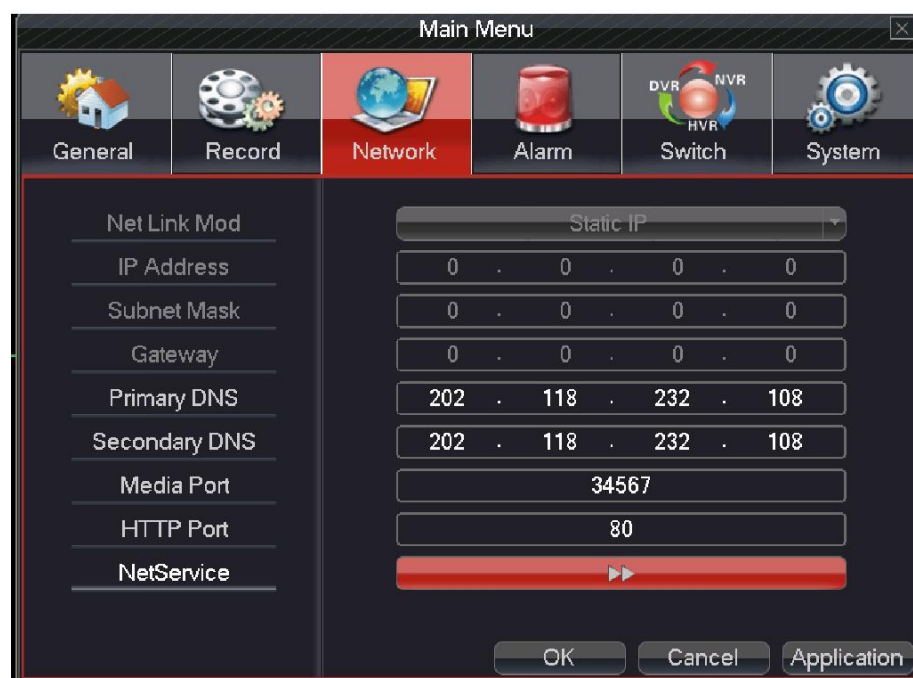 Main Menu
DVR NVR
HVR
General Record Network Alarm Switch System
Net Link Mod Static IP
IP Address 0 . 0 . 0 . 0
Subnet Mask 0 . 0 . 0 . 0
Gateway 0 . 0 . 0 . 0
Primary DNS 202 . 118 . 232 . 108
Secondary DNS 202 . 118 . 232 . 108
Media Port 34567
HTTP Port 80
NetService
OK Cancel Application